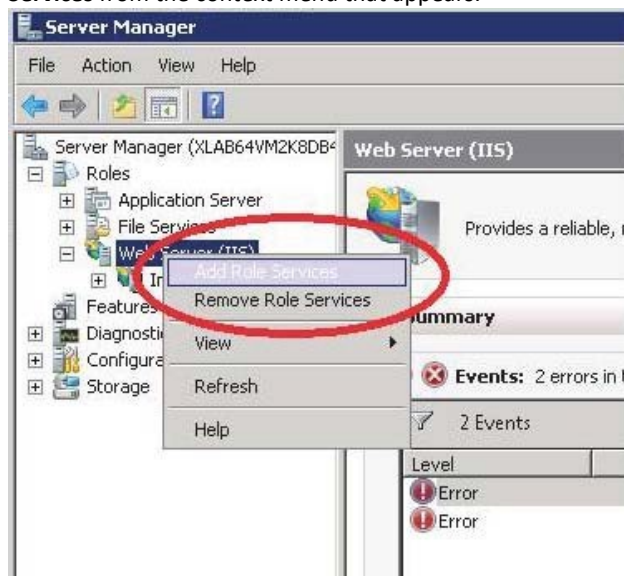 Services from the context menu that appears.
Server Manager
File Action View Help
Server Manager (XLAB64VM2K8DB
Roles
Application Server
File Services
Web Server (IIS)
Add Role Services
Remove Role Services
Features
View
Refresh
Storage
Help
Web Server (IIS)
Provides a reliable,
Summary
Events: 2 errors in
2 Events
Level
Error
Error